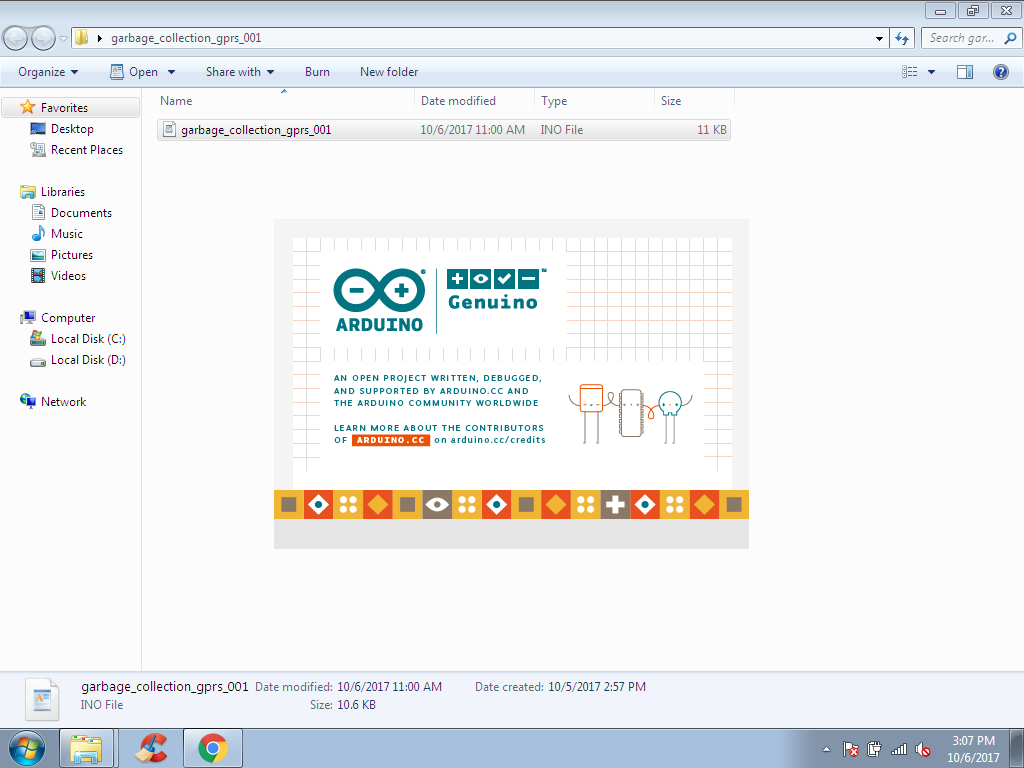 garbage_collection_gprs_001
Search gar...
Organize Open Share with Burn New folder
Name Date modified Type Size
garbage_collection_gprs_001 10/6/2017 11:00 AM INO File 11 KB
Favorites
Desktop
Recent Places
Libraries
Documents
Music
Pictures
Videos
Computer
Local Disk (C:)
Local Disk (D:)
Network
ARDUINO
Genuino
TM
AN OPEN PROJECT WRITTEN, DEBUGGED,
AND SUPPORTED BY ARDUINO.CC AND
THE ARDUINO COMMUNITY WORLDWIDE
LEARN MORE ABOUT THE CONTRIBUTORS
OF ARDUINO.CC on arduino.cc/credits
garbage_collection_gprs_001 Date modified: 10/6/2017 11:00 AM Date created: 10/5/2017 2:57 PM
INO File Size: 10.6 KB
3:07 PM
10/6/2017